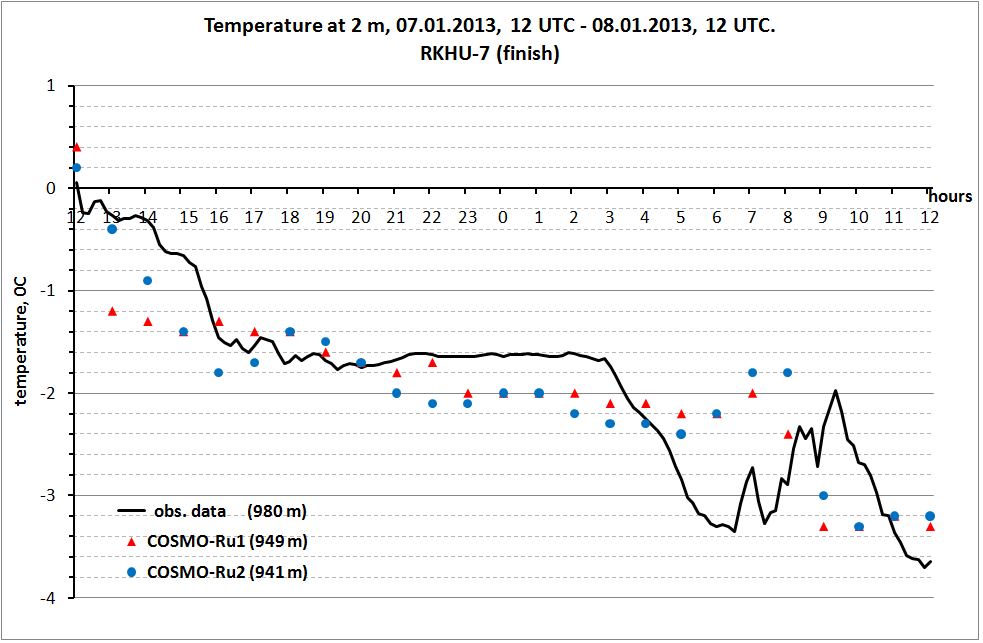 Temperature at 2 m, 07.01.2013, 12 UTC - 08.01.2013, 12 UTC.
RKHU-7 (finish)
1
0
hours
12 13 14 15 16 17 18 19 20 21 22 23 0 1 2 3 4 5 6 7 8 9 10 11 12
-1
temperature, 0C
-2
-3
obs. data (980 m)
COSMO-Ru1 (949 m)
COSMO-Ru2 (941 m)
-4